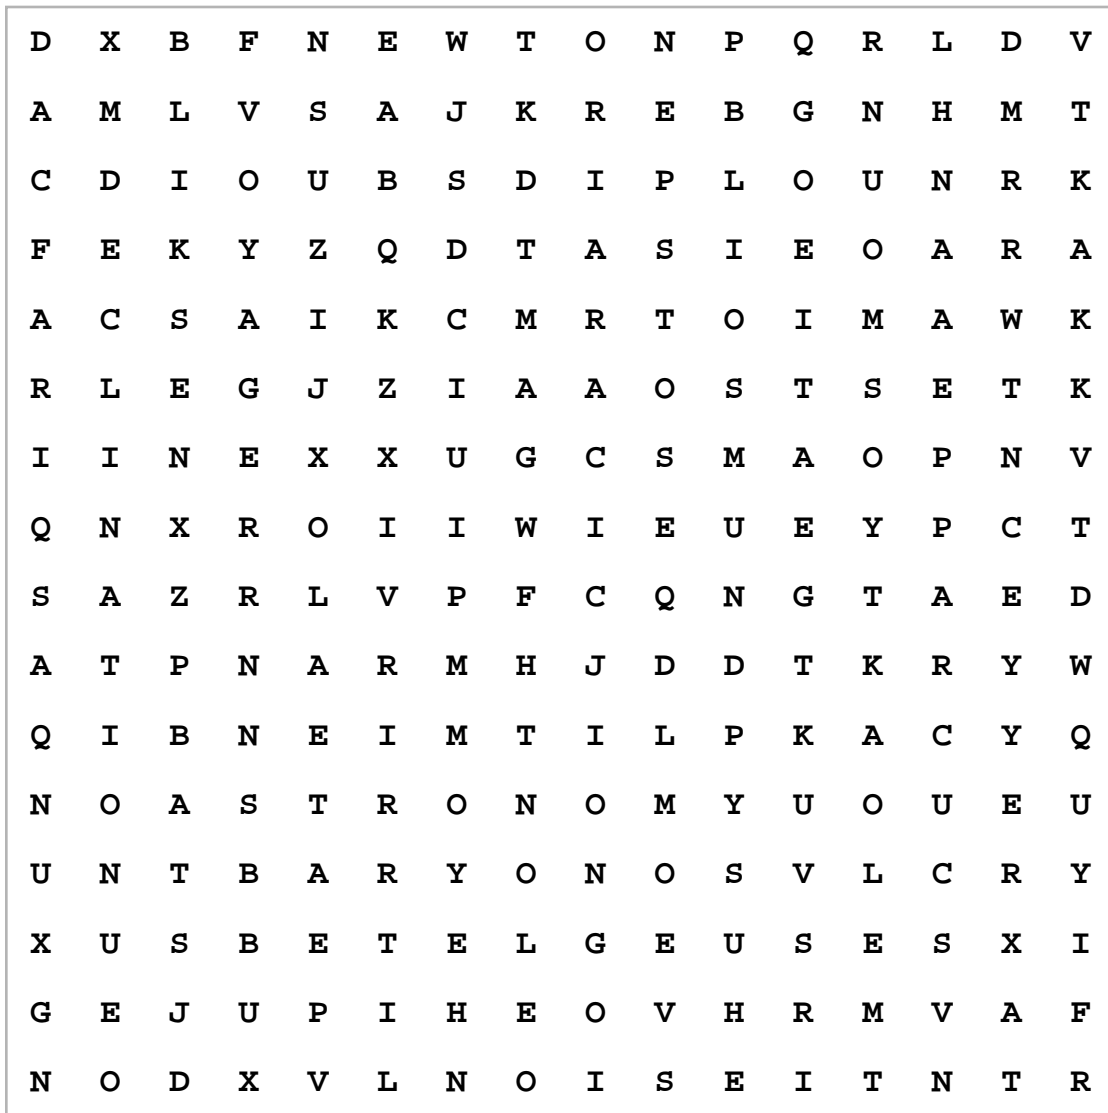 D X B F N E W T O N P Q R L D V
A M L V S A J K R E B G N H M T
C D I O U B S D I P L O U N R K
F E K Y Z Q D T A S I E O A R A
A C S A I K C M R T O I M A W K
R L E G J Z I A A O S T S E T K
I I N E X X U G C S M A O P N V
Q N X R O I I W I E U E Y P C T
S A Z R L V P F C Q N G T A E D
A T P N A R M H J D D T K R Y W
Q I B N E I M T I L P K A C Y Q
N O A S T R O N O M Y U O U E U
U N T B A R Y O N O S V L C R Y
X U S B E T E L G E U S E S X I
G E J U P I H E O V H R M V A F
N O D X V L N O I S E I T N T R